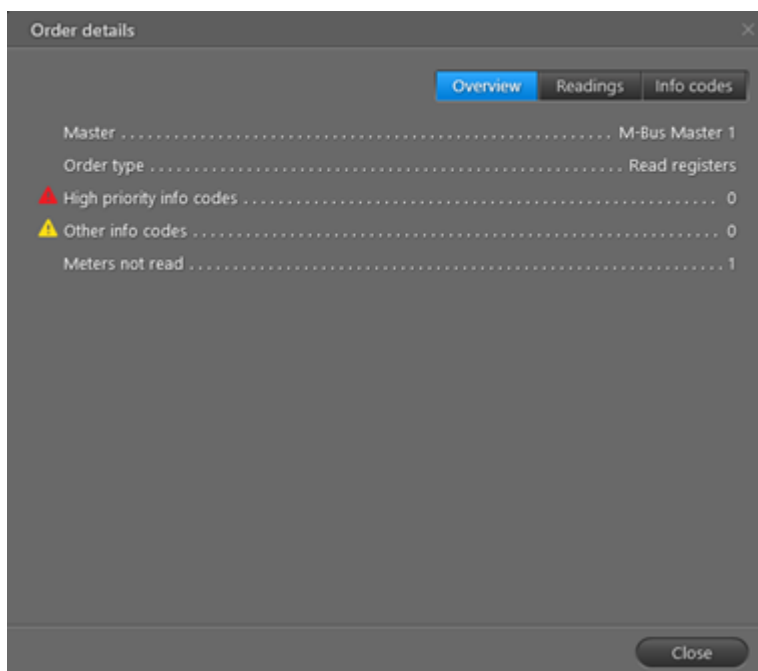 Order details
Overview Readings Info codes
Master ............................................................ M-Bus Master 1
Order type ............................................................ Read registers
High priority info codes ............................................................ 0
Other info codes ............................................................ 0
Meters not read ............................................................ 1
Close